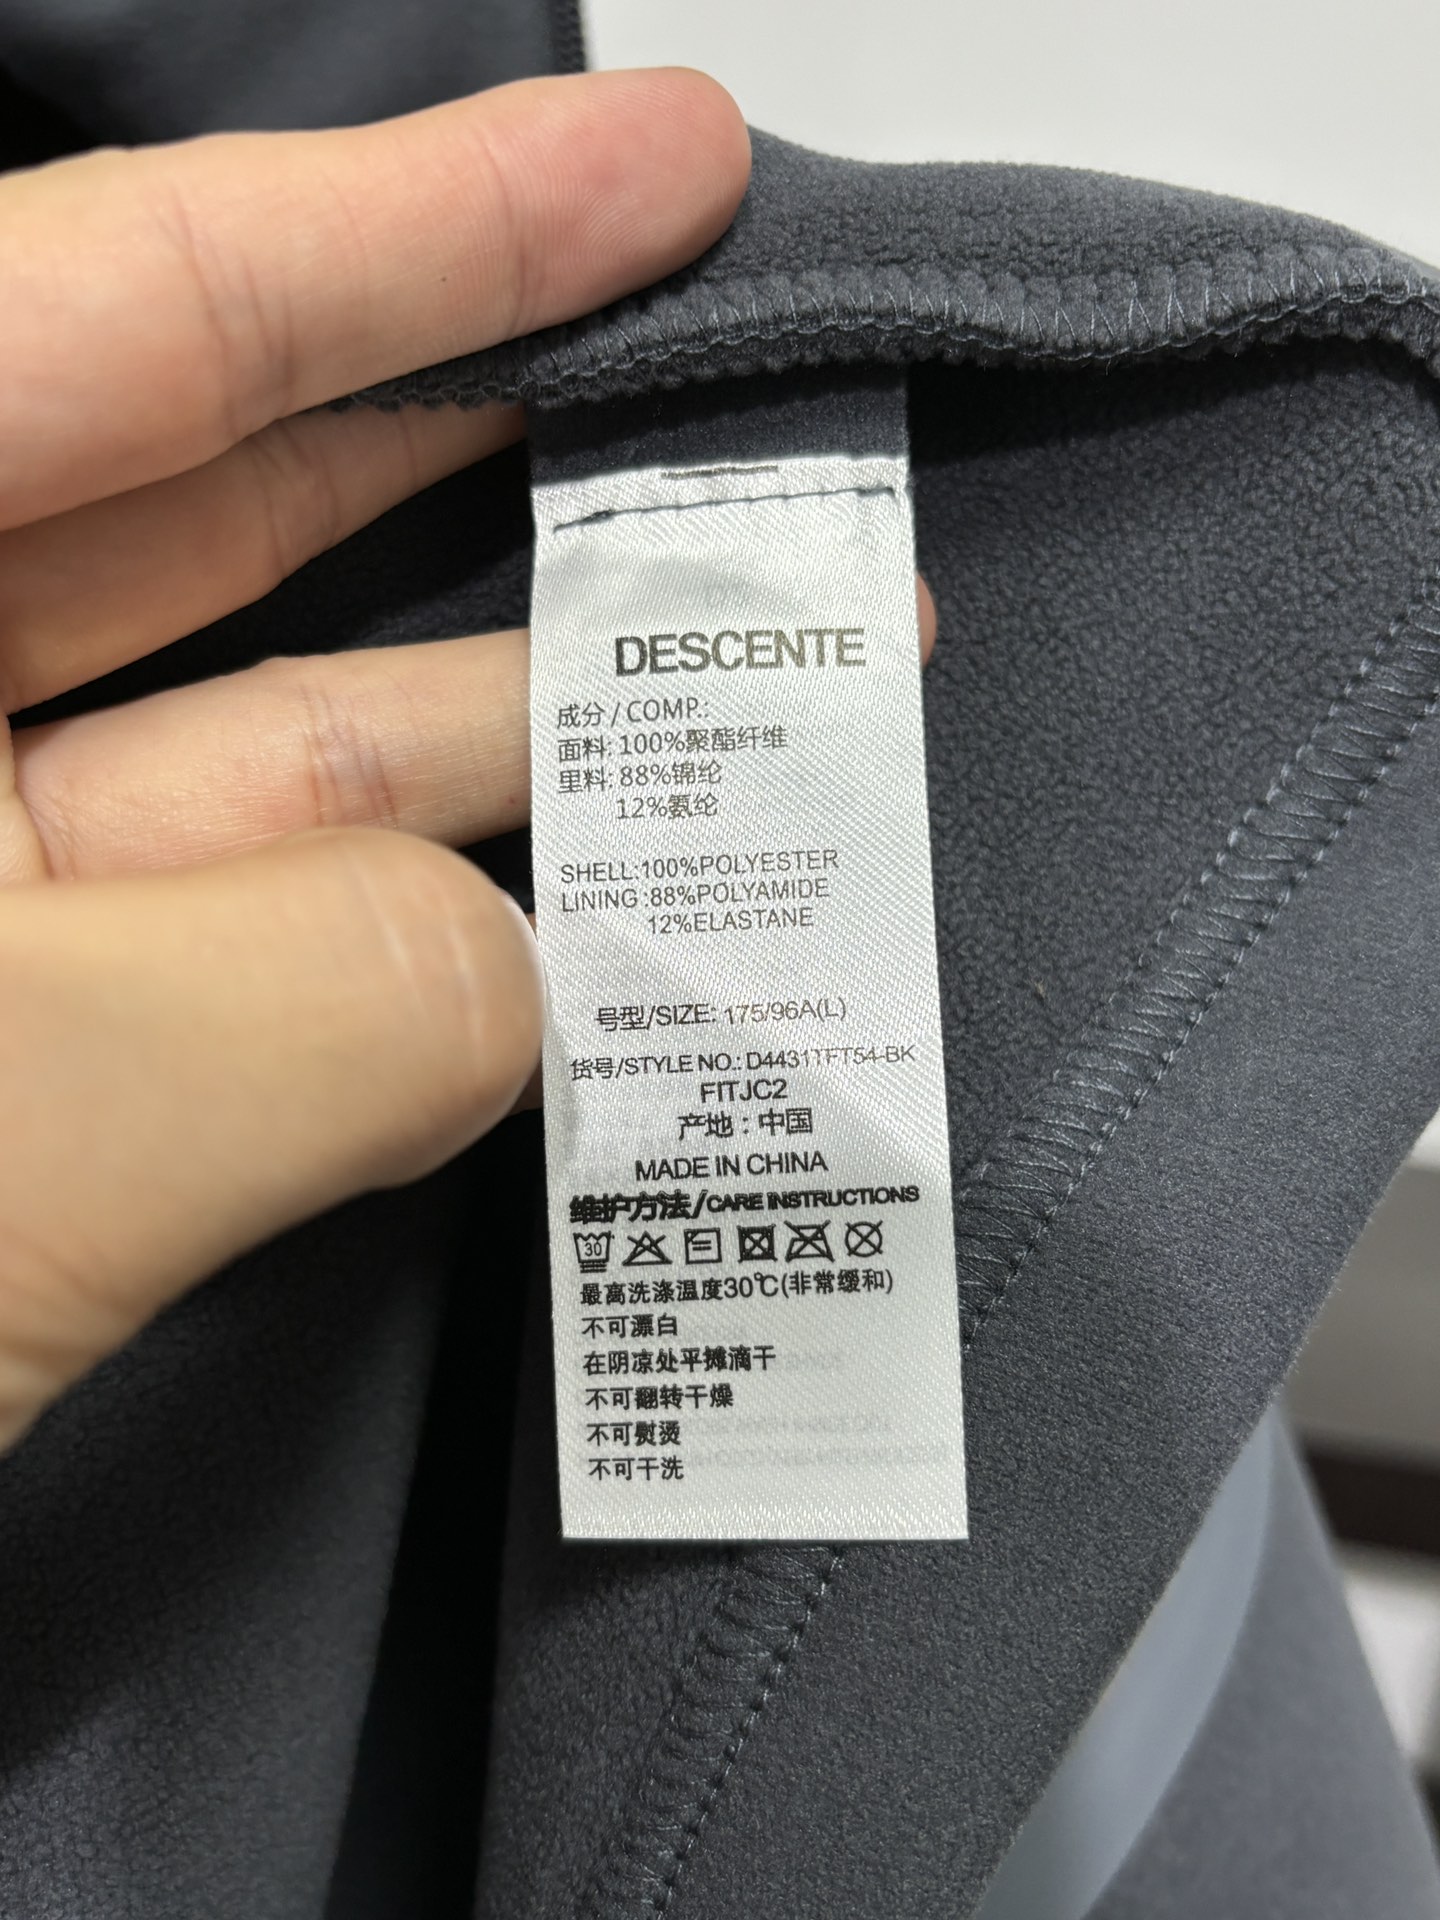 DESCENTE
成分 / COMP.:
面料: 100%聚酯纤维
里料: 88%锦纶
12%氨纶
SHELL:100%POLYESTER
LINING :88%POLYAMIDE
12%ELASTANE
号型/SIZE: 175/96A(L)
货号/STYLE NO.: D44311FT54-BK
FITJC2
产地 : 中国
MADE IN CHINA
维护方法/CARE INSTRUCTIONS
30
最高洗涤温度30℃(非常缓和)
不可漂白
在阴凉处平摊滴干
不可翻转干燥
不可熨烫
不可干洗